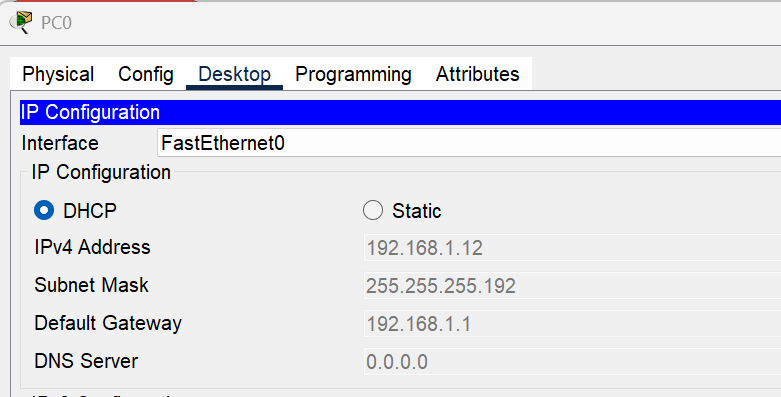 PC0
Physical Config Desktop Programming Attributes
IP Configuration
Interface FastEthernet0
IP Configuration
DHCP Static
IPv4 Address 192.168.1.12
Subnet Mask 255.255.255.192
Default Gateway 192.168.1.1
DNS Server 0.0.0.0